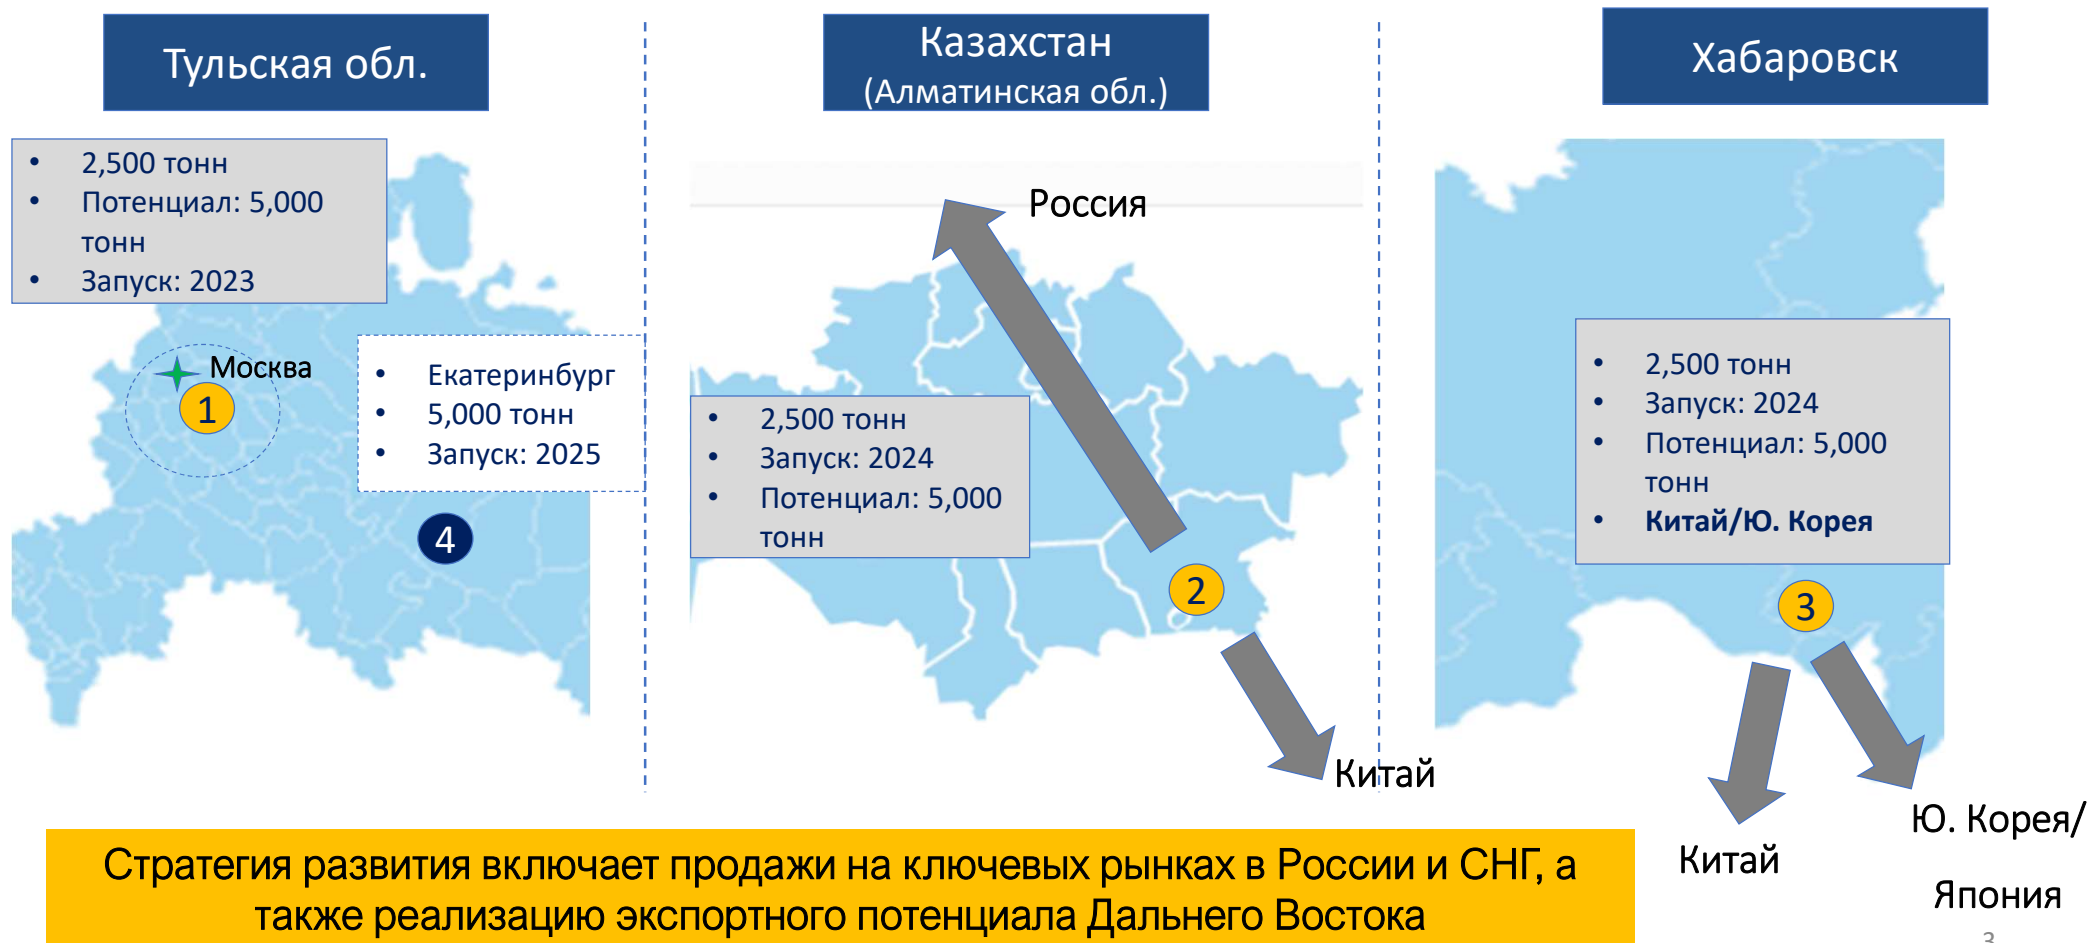 Тульская обл.
• 2,500 тонн
• Потенциал: 5,000
тонн
• Запуск: 2023
Москва
1
• Екатеринбург
• 5,000 тонн
• Запуск: 2025
4
Казахстан
(Алматинская обл.)
Россия
• 2,500 тонн
• Запуск: 2024
• Потенциал: 5,000
тонн
2
Китай
Хабаровск
• 2,500 тонн
• Запуск: 2024
• Потенциал: 5,000
тонн
• Китай/Ю. Корея
3
Китай
Ю. Корея/
Япония
Стратегия развития включает продажи на ключевых рынках в России и СНГ, а
также реализацию экспортного потенциала Дальнего Востока
3